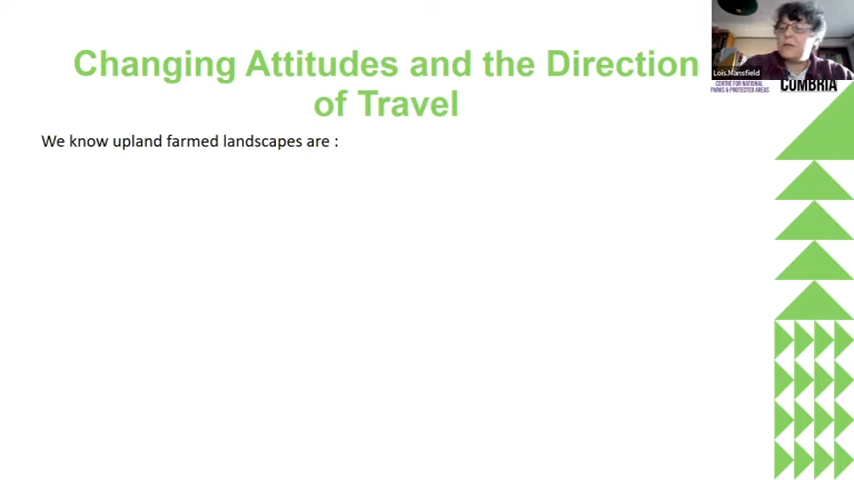 Changing Attitudes and the Direction
of Travel
Lois.Mansfield
CENTRE FOR NATIONAL
PARKS & PROTECTED AREAS
CUMBRIA
We know upland farmed landscapes are :